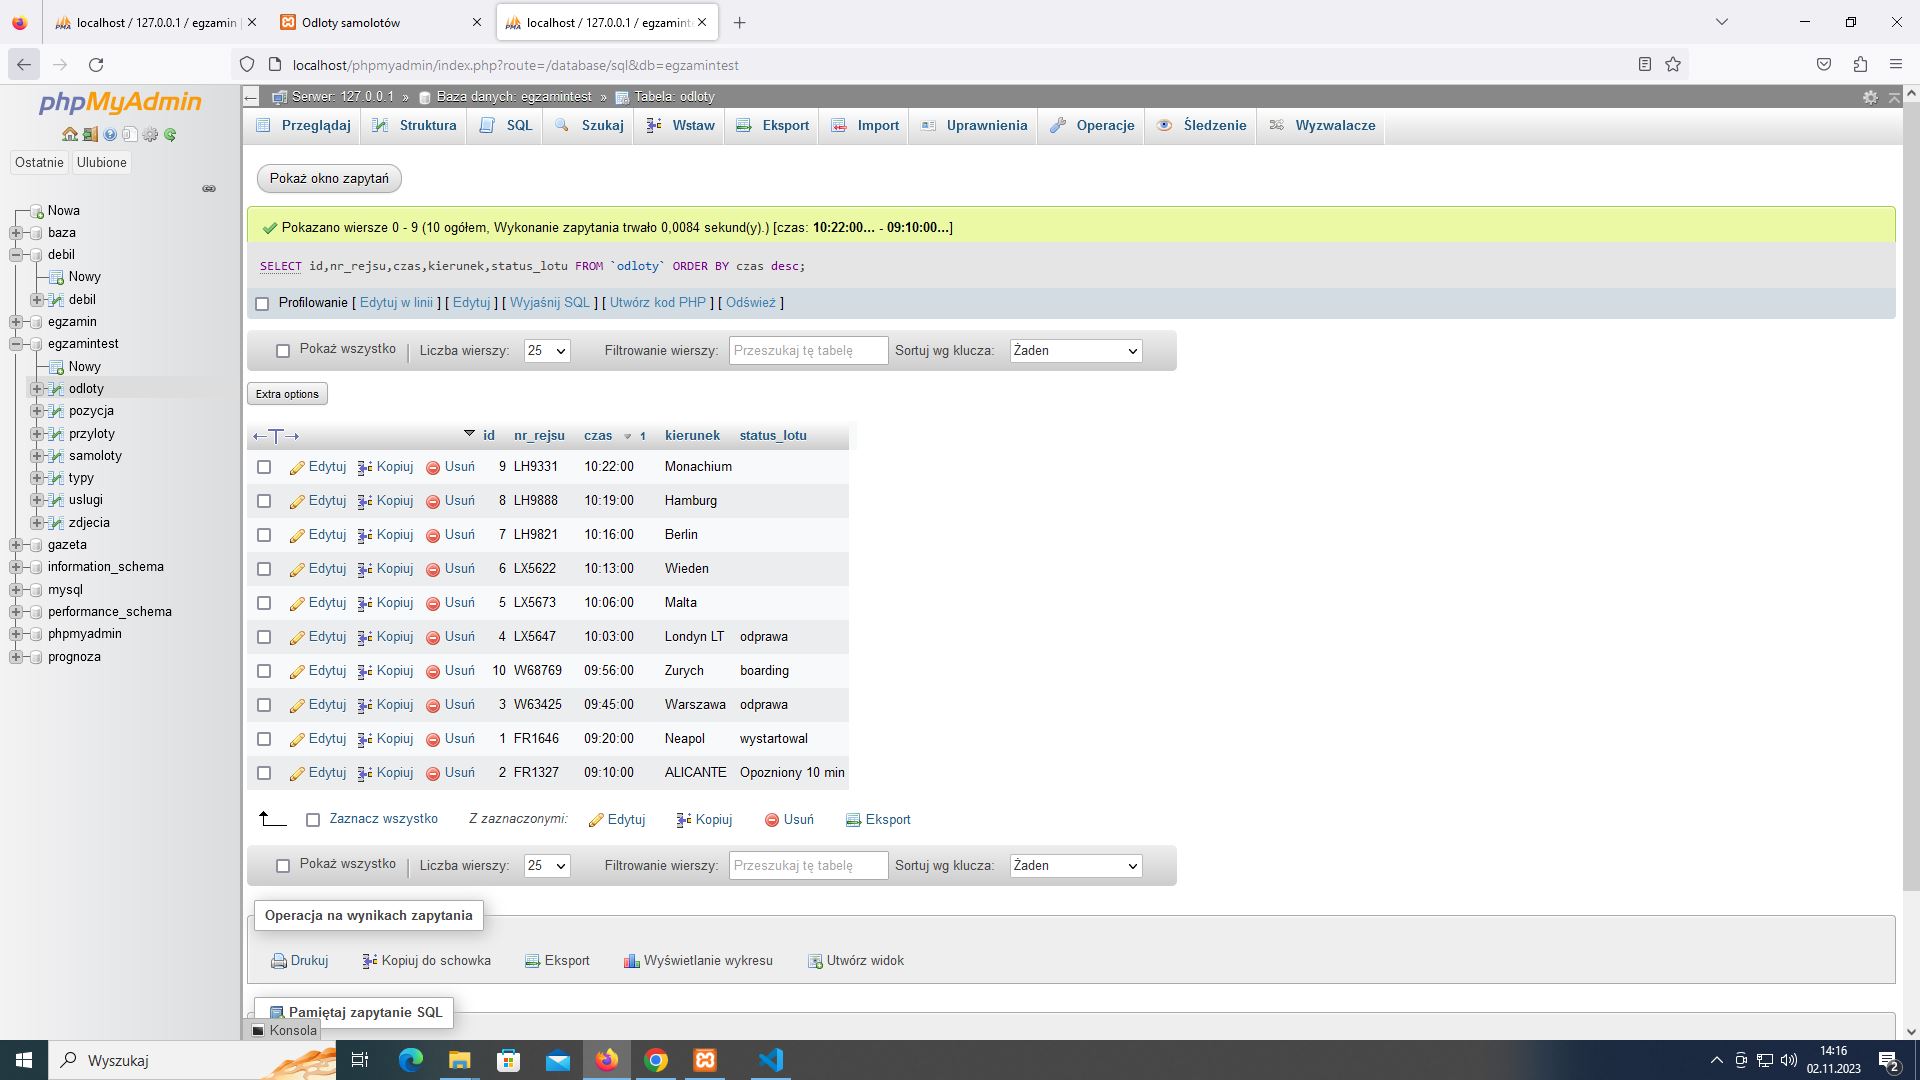 localhost / 127.0.0.1 / egzamin
Odloty samolotów
localhost / 127.0.0.1 / egzaminte
localhost/phpmyadmin/index.php?route=/database/sql&db=egzamintest
phpMyAdmin
Ostatnie Ulubione
Nowa
baza
debil
Nowy
debil
egzamin
egzamintest
Nowy
odloty
pozycja
przyloty
samoloty
typy
uslugi
zdjecia
gazeta
information_schema
mysql
performance_schema
phpmyadmin
prognoza
Serwer: 127.0.0.1 » Baza danych: egzamintest » Tabela: odloty
Przeglądaj Struktura SQL Szukaj Wstaw Eksport Import Uprawnienia Operacje Śledzenie Wyzwalacze
Pokaż okno zapytań
Pokazano wiersze 0 - 9 (10 ogółem, Wykonanie zapytania trwało 0,0084 sekund(y).) [czas: 10:22:00... - 09:10:00...]
SELECT id,nr_rejsu,czas,kierunek,status_lotu FROM `odloty` ORDER BY czas desc;
Profilowanie [ Edytuj w linii ] [ Edytuj ] [ Wyjaśnij SQL ] [ Utwórz kod PHP ] [ Odśwież ]
Pokaż wszystko | Liczba wierszy: 25 Filtrowanie wierszy: Przeszukaj tę tabelę Sortuj wg klucza: Żaden
Extra options
←T→ id nr_rejsu czas 1 kierunek status_lotu
Edytuj Kopiuj Usuń 9 LH9331 10:22:00 Monachium
Edytuj Kopiuj Usuń 8 LH9888 10:19:00 Hamburg
Edytuj Kopiuj Usuń 7 LH9821 10:16:00 Berlin
Edytuj Kopiuj Usuń 6 LX5622 10:13:00 Wieden
Edytuj Kopiuj Usuń 5 LX5673 10:06:00 Malta
Edytuj Kopiuj Usuń 4 LX5647 10:03:00 Londyn LT odprawa
Edytuj Kopiuj Usuń 10 W68769 09:56:00 Zurych boarding
Edytuj Kopiuj Usuń 3 W63425 09:45:00 Warszawa odprawa
Edytuj Kopiuj Usuń 1 FR1646 09:20:00 Neapol wystartowal
Edytuj Kopiuj Usuń 2 FR1327 09:10:00 ALICANTE Opozniony 10 min
Zaznacz wszystko Z zaznaczonymi: Edytuj Kopiuj Usuń Eksport
Pokaż wszystko | Liczba wierszy: 25 Filtrowanie wierszy: Przeszukaj tę tabelę Sortuj wg klucza: Żaden
Operacja na wynikach zapytania
Drukuj Kopiuj do schowka Eksport Wyświetlanie wykresu Utwórz widok
Pamiętaj zapytanie SQL
Konsola
Wyszukaj
14:16
02.11.2023
2